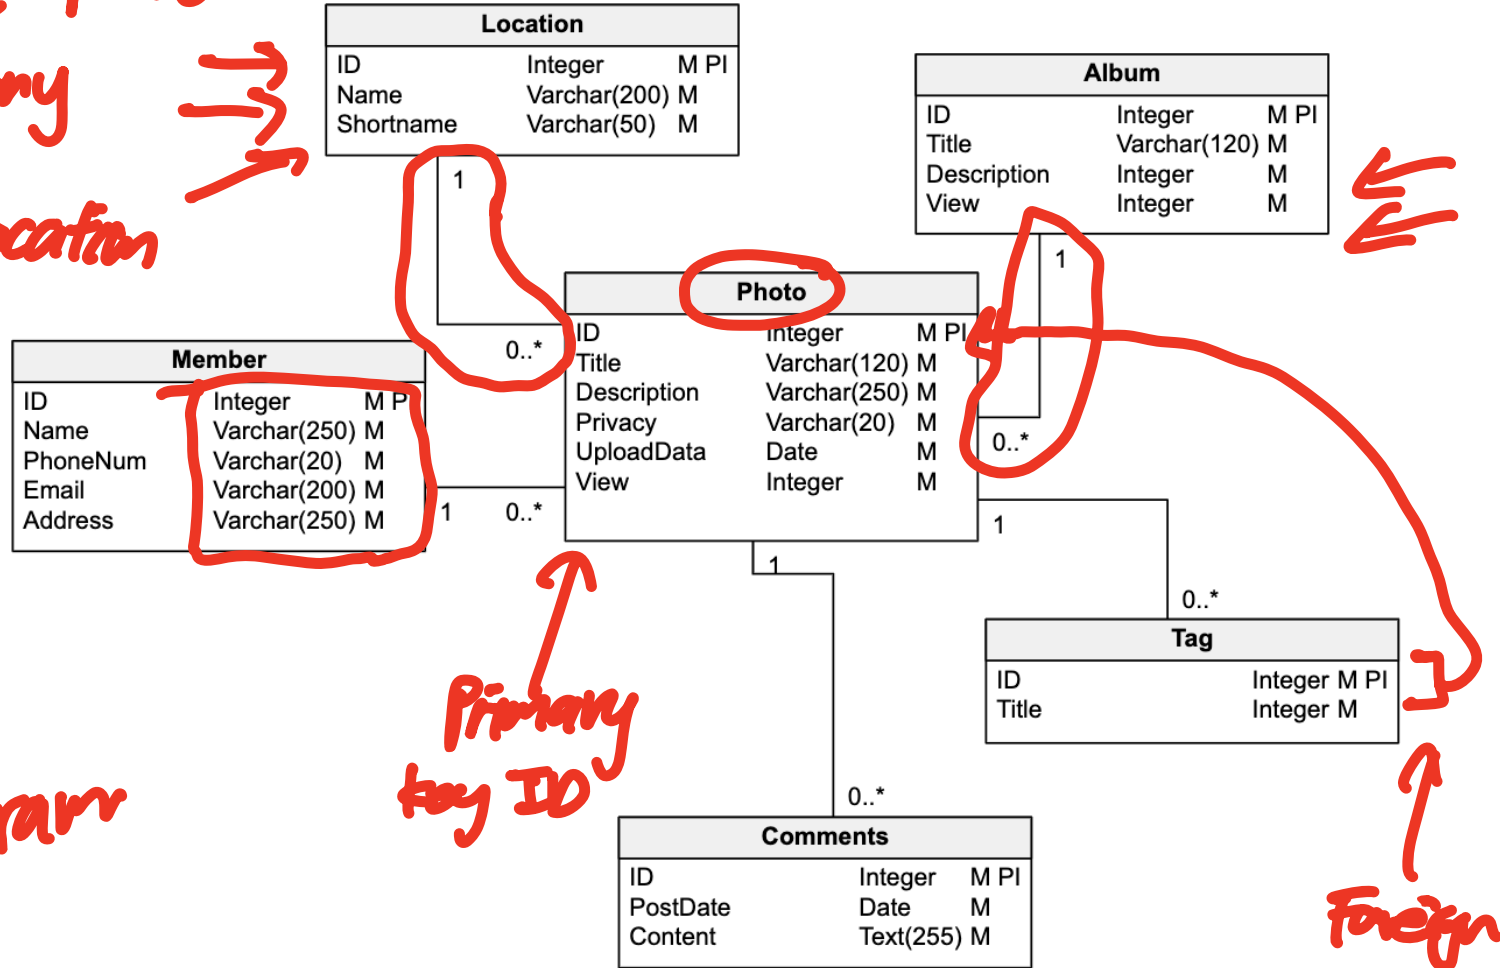 Location
ID Integer M PI
Name Varchar(200) M
Shortname Varchar(50) M
Album
ID Integer M PI
Title Varchar(120) M
Description Integer M
View Integer M
1
1
Photo
ID Integer M PI
Title Varchar(120) M
Description Varchar(250) M
Privacy Varchar(20) M
UploadData Date M
View Integer M
0..*
0..*
Member
ID Integer M P
Name Varchar(250) M
PhoneNum Varchar(20) M
Email Varchar(200) M
Address Varchar(250) M
1 0..*
1
1
0..*
Tag
ID Integer M PI
Title Integer M
Primary
key ID
0..*
Comments
ID Integer M PI
PostDate Date M
Content Text(255) M
Foreign